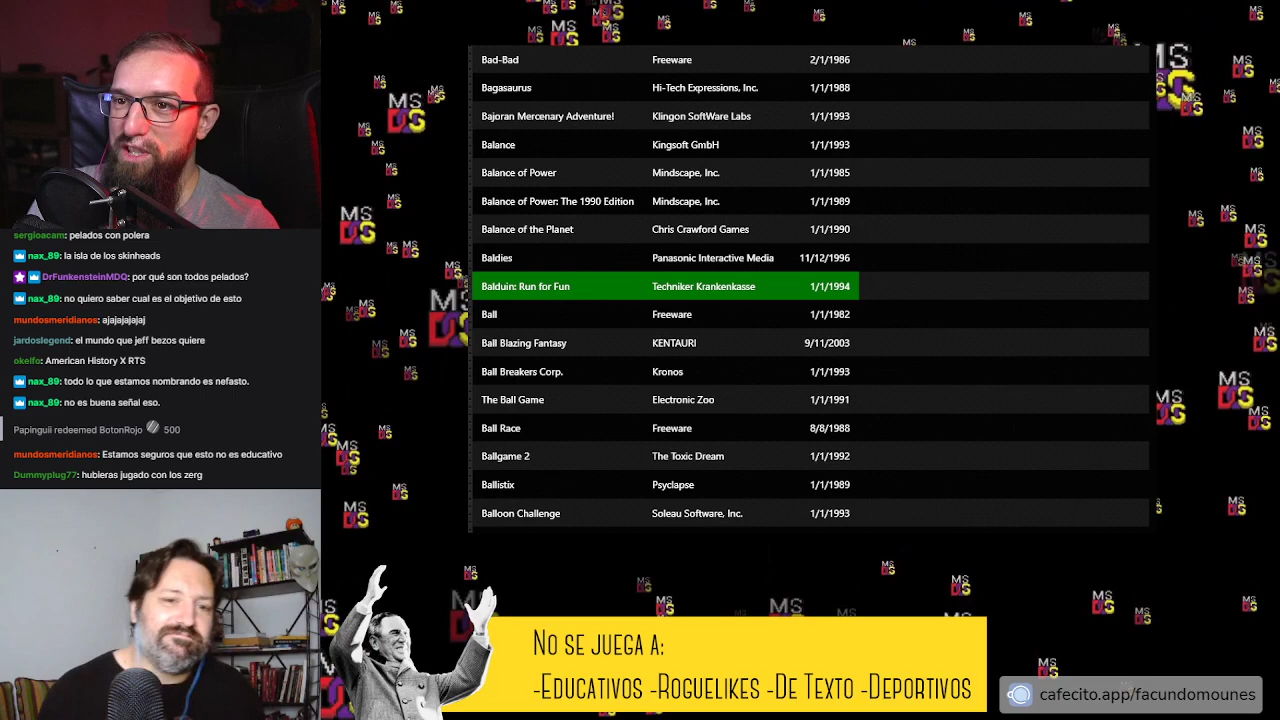 sergioacam: pelados con polera
nax_89: la isla de los skinheads
DrFunkensteinMDQ: por qué son todos pelados?
nax_89: no quiero saber cual es el objetivo de esto
mundosmeridianos: ajajajajaj
jardoslegend: el mundo que jeff bezos quiere
okelfo: American History X RTS
nax_89: todo lo que estamos nombrando es nefasto.
nax_89: no es buena señal eso.
Papinguii redeemed BotonRojo 500
mundosmeridianos: Estamos seguros que esto no es educativo
Dummyplug77: hubleras jugado con los zerg
Bad-Bad Freeware 2/1/1986
Bagasaurus Hi-Tech Expressions, Inc. 1/1/1988
Bajoran Mercenary Adventure! Klingon SoftWare Labs 1/1/1993
Balance Kingsoft GmbH 1/1/1993
Balance of Power Mindscape, Inc. 1/1/1985
Balance of Power: The 1990 Edition Mindscape, Inc. 1/1/1989
Balance of the Planet Chris Crawford Games 1/1/1990
Baldies Panasonic Interactive Media 11/12/1996
Balduin: Run for Fun Techniker Krankenkasse 1/1/1994
Ball Freeware 1/1/1982
Ball Blazing Fantasy KENTAURI 9/11/2003
Ball Breakers Corp. Kronos 1/1/1993
The Ball Game Electronic Zoo 1/1/1991
Ball Race Freeware 8/8/1988
Ballgame 2 The Toxic Dream 1/1/1992
Ballistix Psyclapse 1/1/1989
Balloon Challenge Soleau Software, Inc. 1/1/1993
No se juega a:
-Educativos -Roguelikes -De Texto -Deportivos
cafecito.app/facundomounes
MS DOS